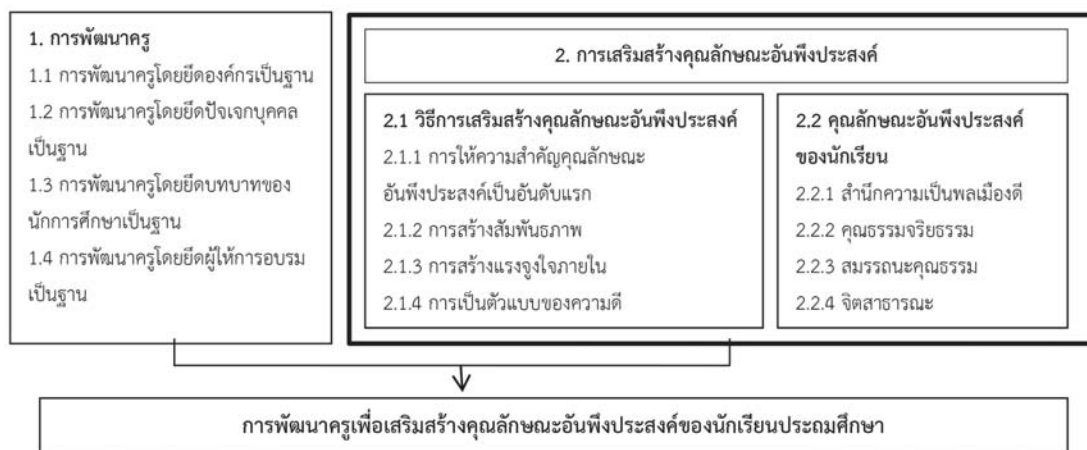 1. การพัฒนาครู
1.1 การพัฒนาครูโดยยึดองค์กรเป็นฐาน
1.2 การพัฒนาครูโดยยึดปัจเจกบุคคล
เป็นฐาน
1.3 การพัฒนาครูโดยยึดบทบาทของ
นักการศึกษาเป็นฐาน
1.4 การพัฒนาครูโดยยึดผู้ให้การอบรม
เป็นฐาน
2. การเสริมสร้างคุณลักษณะอันพึงประสงค์
2.1 วิธีการเสริมสร้างคุณลักษณะอันพึงประสงค์
2.1.1 การให้ความสำคัญคุณลักษณะ
อันพึงประสงค์เป็นอันดับแรก
2.1.2 การสร้างสัมพันธภาพ
2.1.3 การสร้างแรงจูงใจภายใน
2.1.4 การเป็นตัวแบบของความดี
2.2 คุณลักษณะอันพึงประสงค์
ของนักเรียน
2.2.1 สำนึกความเป็นพลเมืองดี
2.2.2 คุณธรรมจริยธรรม
2.2.3 สมรรถนะคุณธรรม
2.2.4 จิตสาธารณะ
การพัฒนาครูเพื่อเสริมสร้างคุณลักษณะอันพึงประสงค์ของนักเรียนประถมศึกษา